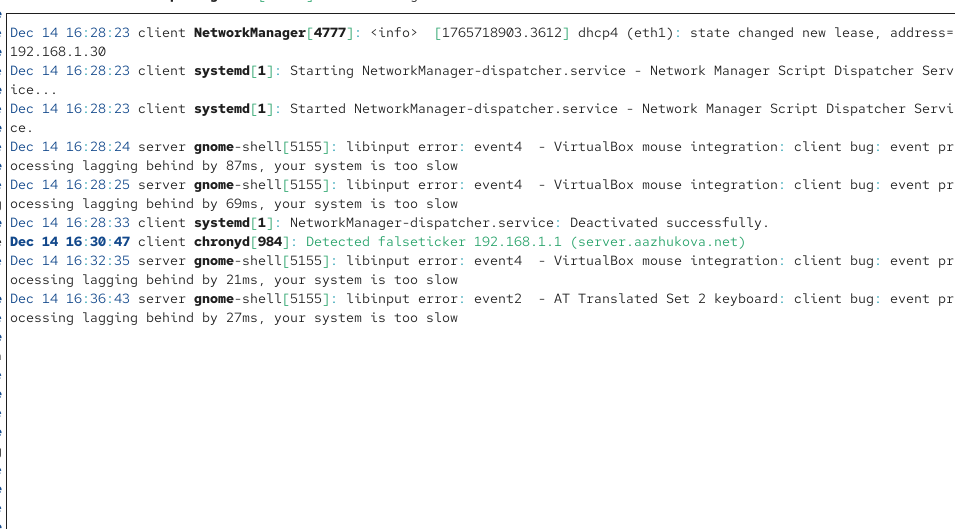 Dec 14 16:28:23 client NetworkManager[4777]: <info>  [1765718903.3612] dhcp4 (eth1): state changed new lease, address=
192.168.1.30
Dec 14 16:28:23 client systemd[1]: Starting NetworkManager-dispatcher.service - Network Manager Script Dispatcher Serv
ice...
Dec 14 16:28:23 client systemd[1]: Started NetworkManager-dispatcher.service - Network Manager Script Dispatcher Servi
ce.
Dec 14 16:28:24 server gnome-shell[5155]: libinput error: event4  - VirtualBox mouse integration: client bug: event pr
ocessing lagging behind by 87ms, your system is too slow
Dec 14 16:28:25 server gnome-shell[5155]: libinput error: event4  - VirtualBox mouse integration: client bug: event pr
ocessing lagging behind by 69ms, your system is too slow
Dec 14 16:28:33 client systemd[1]: NetworkManager-dispatcher.service: Deactivated successfully.
Dec 14 16:30:47 client chronyd[984]: Detected falseticker 192.168.1.1 (server.aazhukova.net)
Dec 14 16:32:35 server gnome-shell[5155]: libinput error: event4  - VirtualBox mouse integration: client bug: event pr
ocessing lagging behind by 21ms, your system is too slow
Dec 14 16:36:43 server gnome-shell[5155]: libinput error: event2  - AT Translated Set 2 keyboard: client bug: event pr
ocessing lagging behind by 27ms, your system is too slow